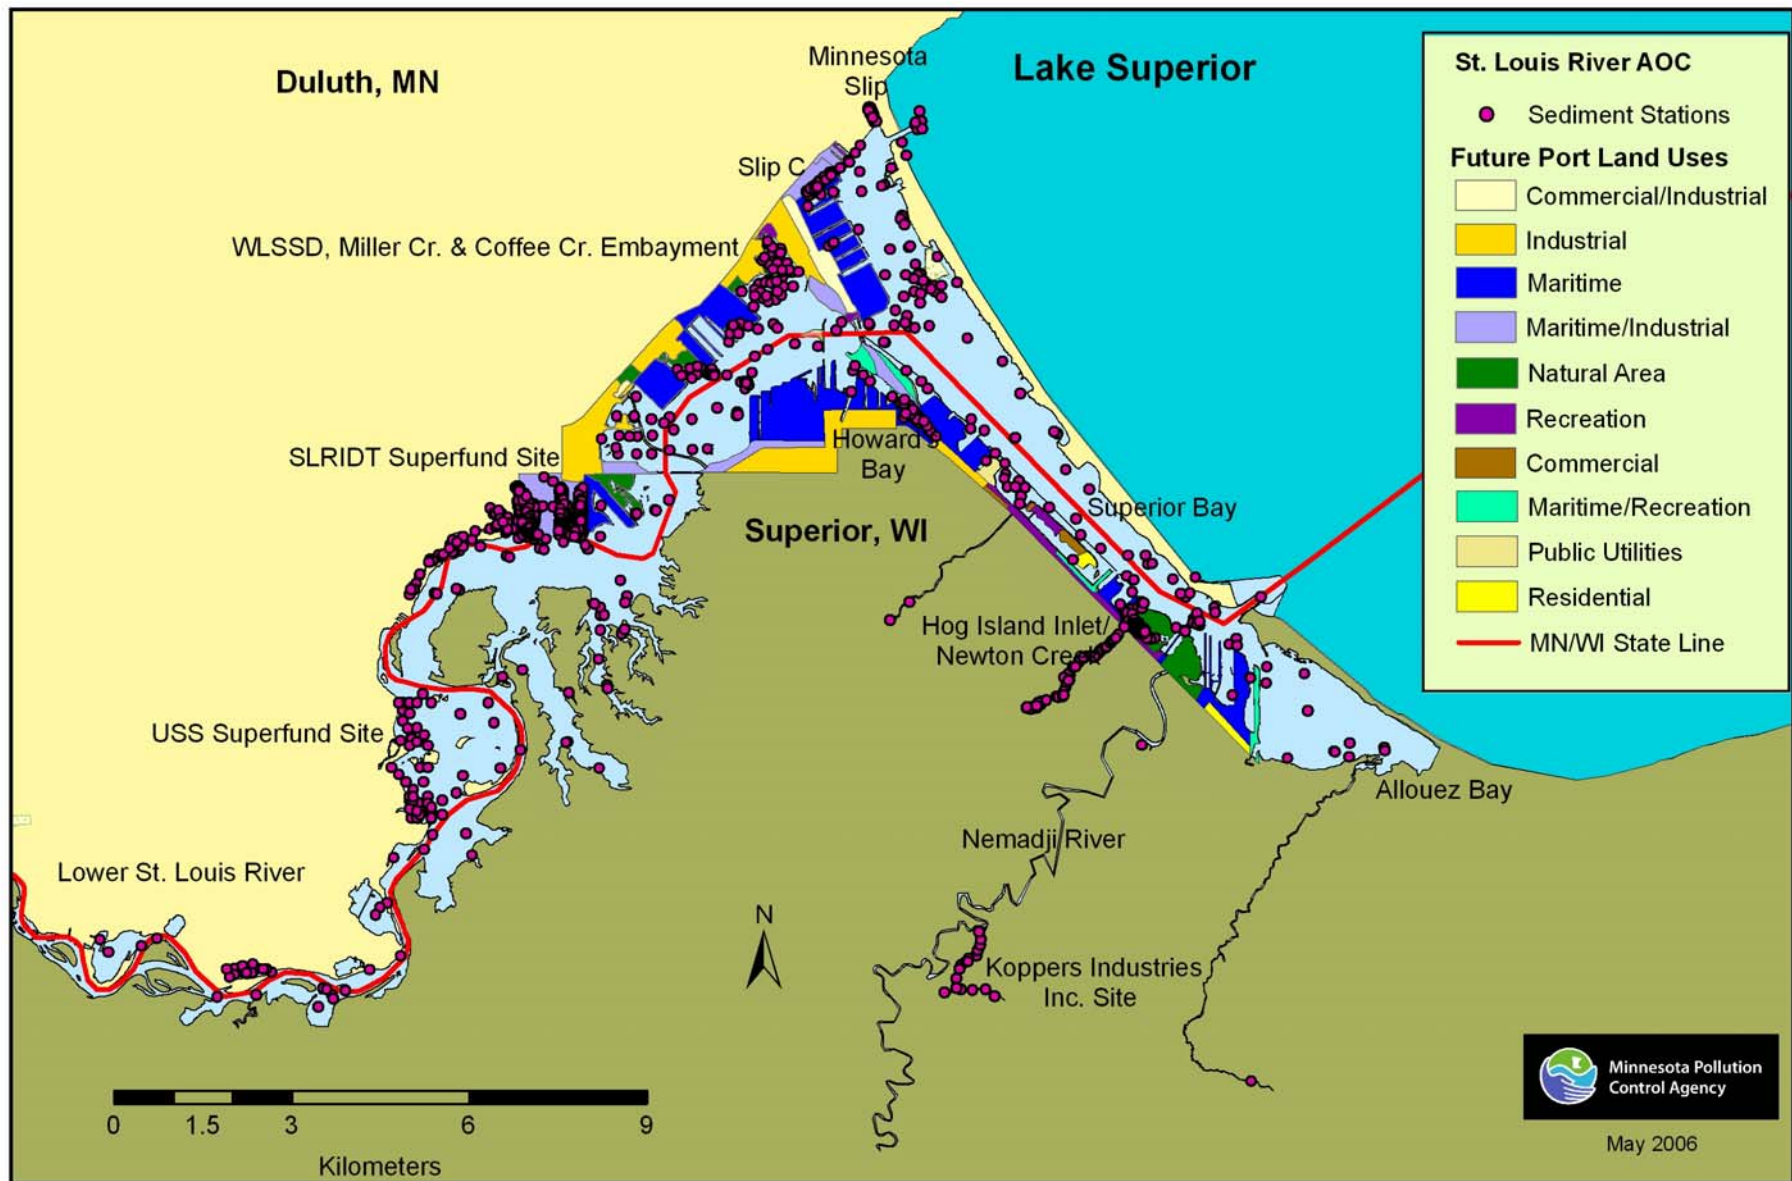 Duluth, MN
Minnesota
Slip
Lake Superior
Slip C
WLSSD, Miller Cr. & Coffee Cr. Embayment
SLRIDT Superfund Site
Howard's
Bay
Superior, WI
Superior Bay
Hog Island Inlet/
Newton Creek
USS Superfund Site
Allouez Bay
Nemadji River
Lower St. Louis River
N
Koppers Industries
Inc. Site
0 1.5 3 6 9
Kilometers
St. Louis River AOC
Sediment Stations
Future Port Land Uses
Commercial/Industrial
Industrial
Maritime
Maritime/Industrial
Natural Area
Recreation
Commercial
Maritime/Recreation
Public Utilities
Residential
MN/WI State Line
Minnesota Pollution
Control Agency
May 2006